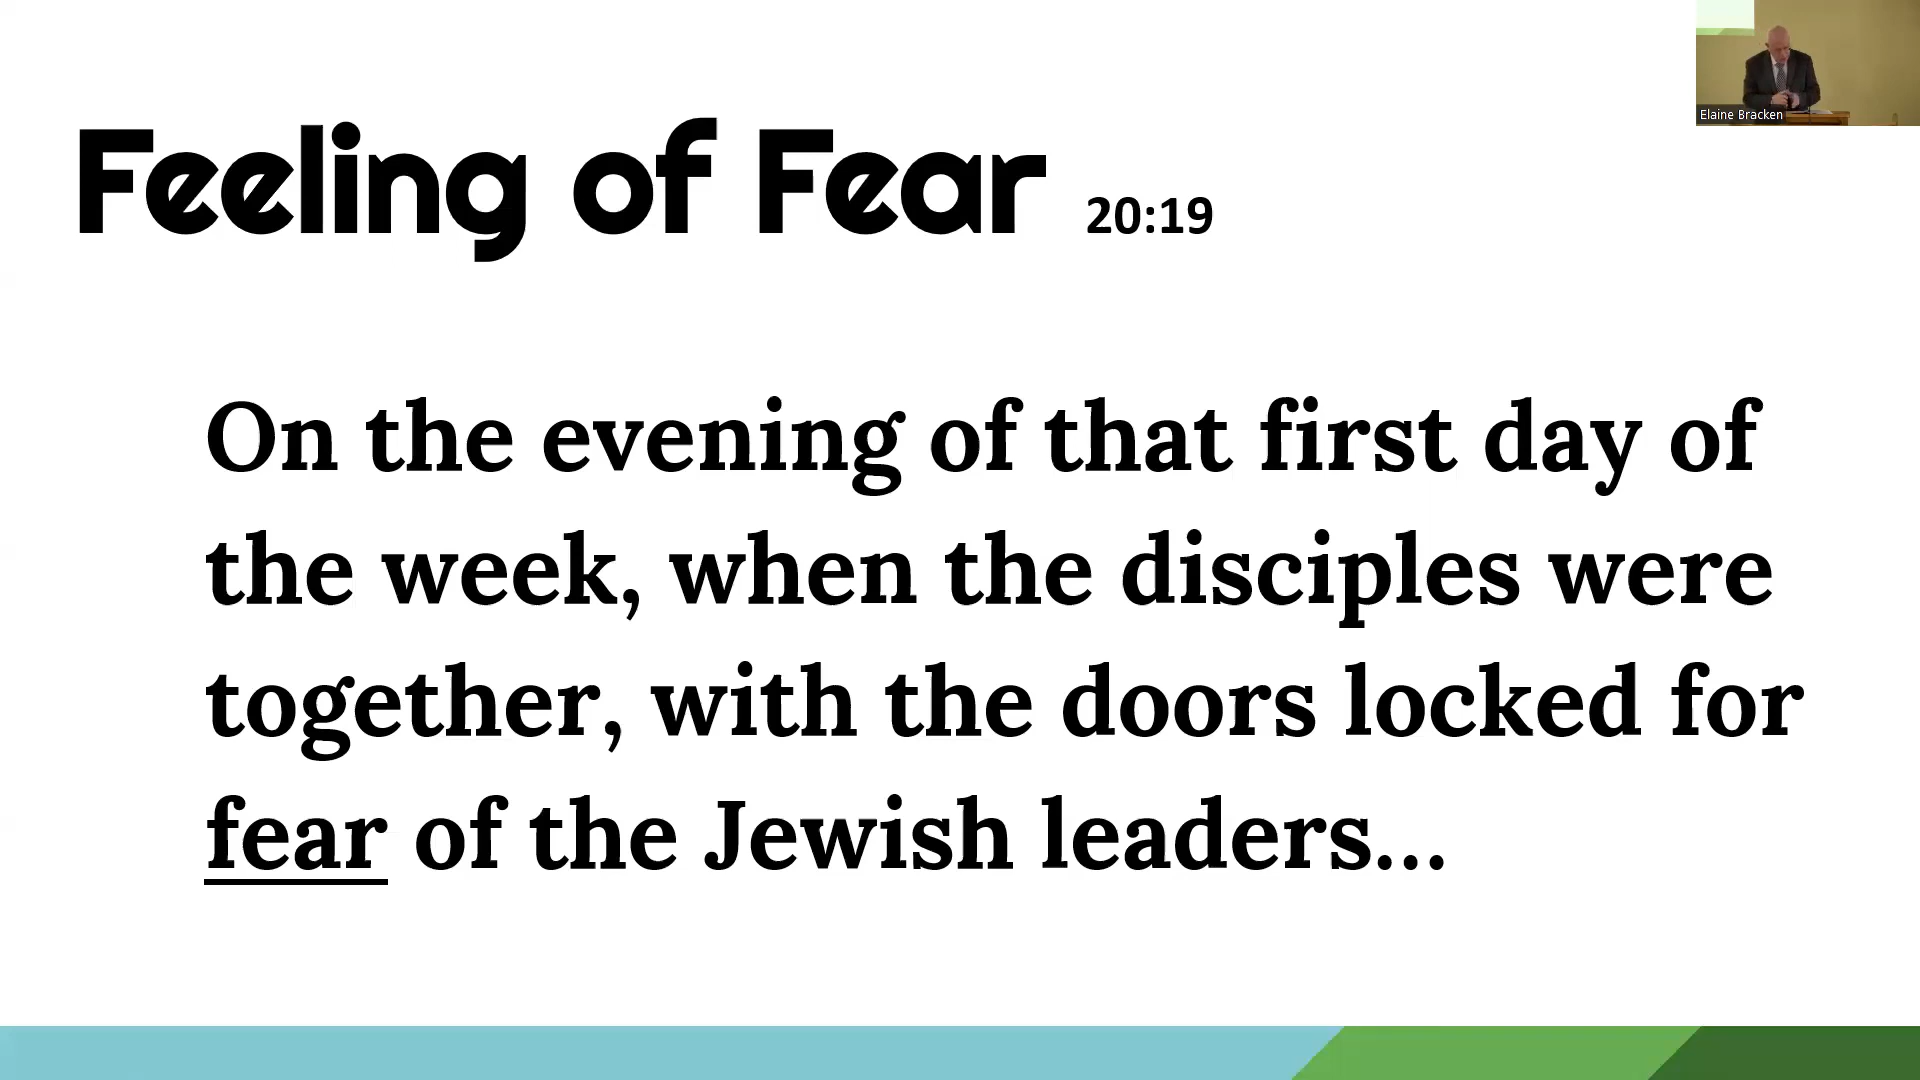 Elaine Bracken
Feeling of Fear 20:19
On the evening of that first day of
the week, when the disciples were
together, with the doors locked for
fear of the Jewish leaders...